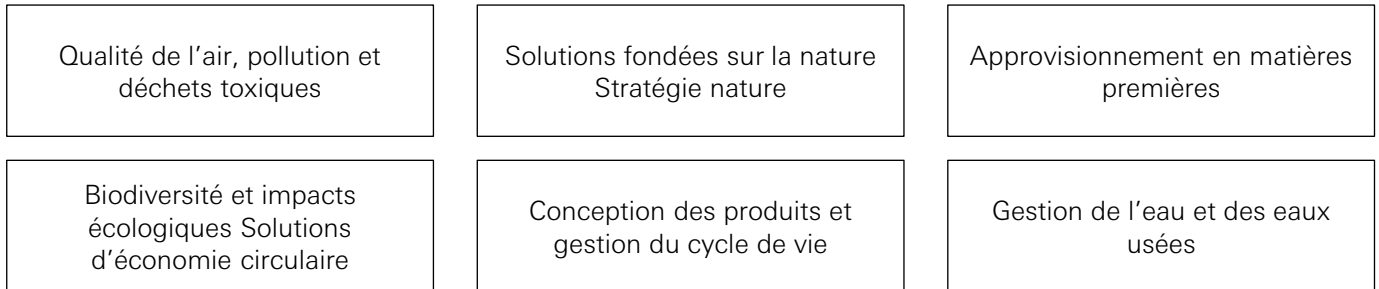 Qualité de l’air, pollution et
déchets toxiques
Solutions fondées sur la nature
Stratégie nature
Approvisionnement en matières
premières
Biodiversité et impacts
écologiques Solutions
d’économie circulaire
Conception des produits et
gestion du cycle de vie
Gestion de l’eau et des eaux
usées